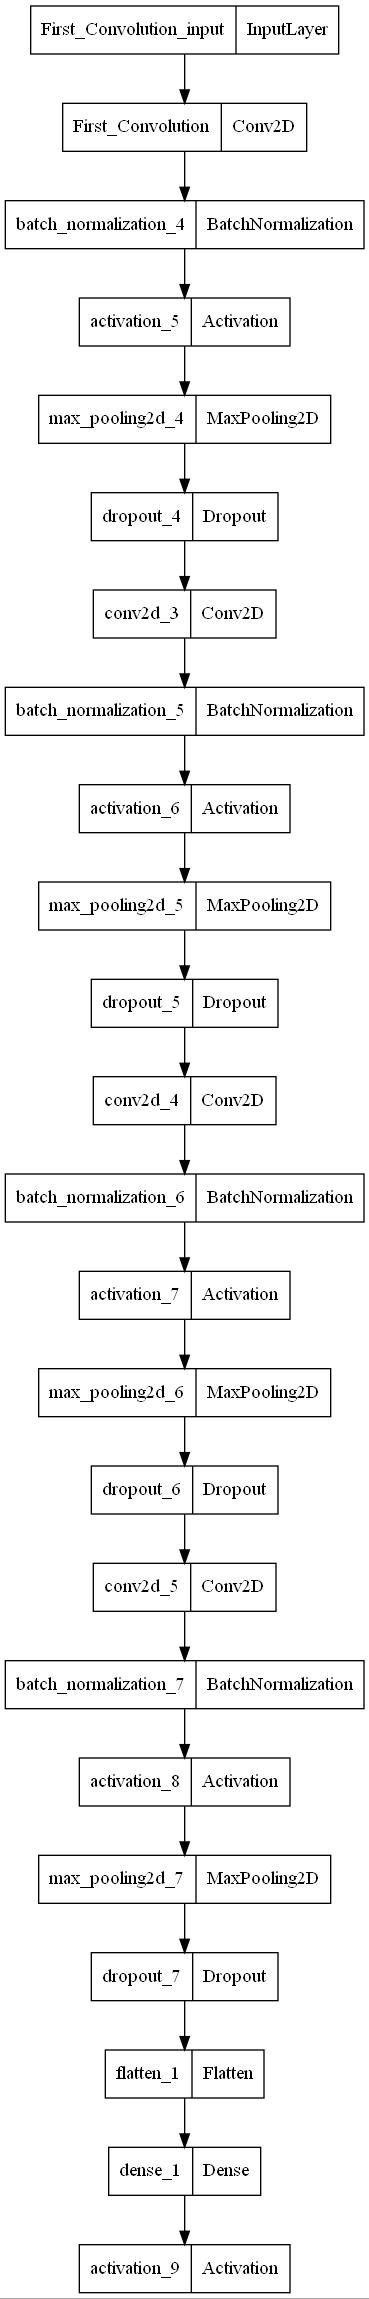 First_Convolution_input InputLayer
First_Convolution Conv2D
batch_normalization_4 BatchNormalization
activation_5 Activation
max_pooling2d_4 MaxPooling2D
dropout_4 Dropout
conv2d_3 Conv2D
batch_normalization_5 BatchNormalization
activation_6 Activation
max_pooling2d_5 MaxPooling2D
dropout_5 Dropout
conv2d_4 Conv2D
batch_normalization_6 BatchNormalization
activation_7 Activation
max_pooling2d_6 MaxPooling2D
dropout_6 Dropout
conv2d_5 Conv2D
batch_normalization_7 BatchNormalization
activation_8 Activation
max_pooling2d_7 MaxPooling2D
dropout_7 Dropout
flatten_1 Flatten
dense_1 Dense
activation_9 Activation